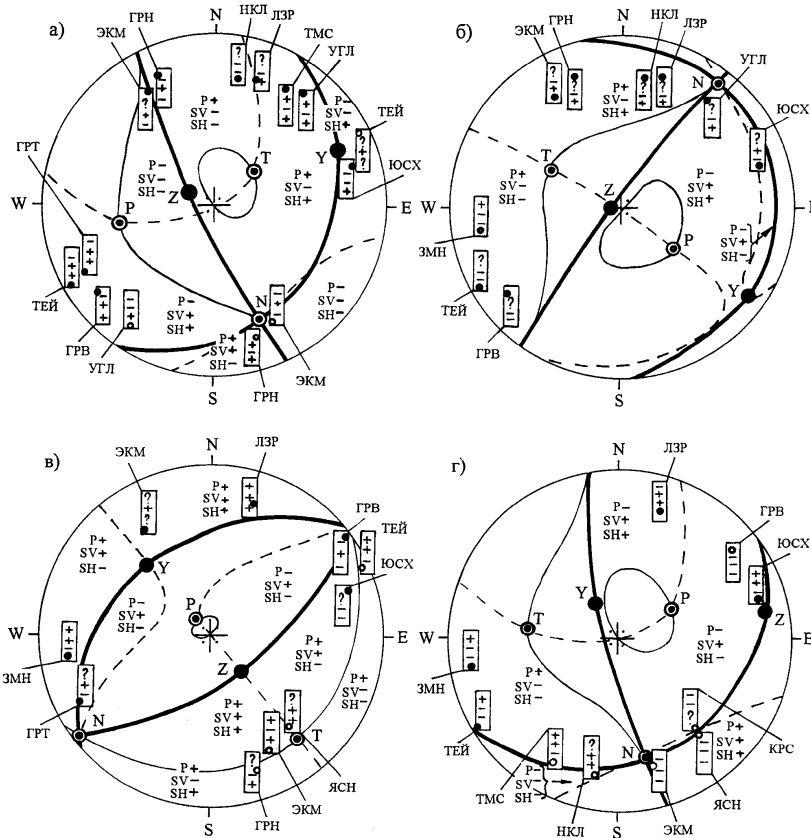 а)
N
ЭКМ
ГРН
НКЛ
ЛЗР
ТМС
УГЛ
ТЕЙ
ЮСХ
ГРТ
P+
SV−
SH−
P−
SV−
SH+
P−
SV−
SH−
P+
SV−
SH−
T
Y
Z
W
E
P
N
ТЕЙ
ГРВ
УГЛ
P−
SV+
SH+
P−
SV−
SH−
P+
SV+
SH−
ЭКМ
ГРН
S
б)
N
ЭКМ
ГРН
НКЛ
ЛЗР
УГЛ
ЮСХ
P+
SV−
SH−
N
T
Z
W
P−
SV+
SH+
P
P−
SV+
SH−
Y
ЗМН
ТЕЙ
ГРВ
S
в)
N
ЭКМ
ЛЗР
ГРВ
ТЕЙ
ЮСХ
P+
SV+
SH+
P+
SV+
SH−
Y
P−
SV+
SH−
P−
SV+
SH−
P
W
E
ЗМН
ГРТ
N
Z
P+
SV+
SH−
P+
SV−
SH−
P+
SV+
SH+
T
P+
SV−
SH+
ГРН
ЭКМ
ЯСН
S
г)
N
ЛЗР
ГРВ
ЮСХ
P+
SV+
SH−
Y
P
T
Z
W
E
P−
SV+
SH−
ЗМН
ТЕЙ
ТМС
P−
SV−
SH−
НКЛ
N
ЭКМ
P+
SV−
SH+
КРС
ЯСН
S